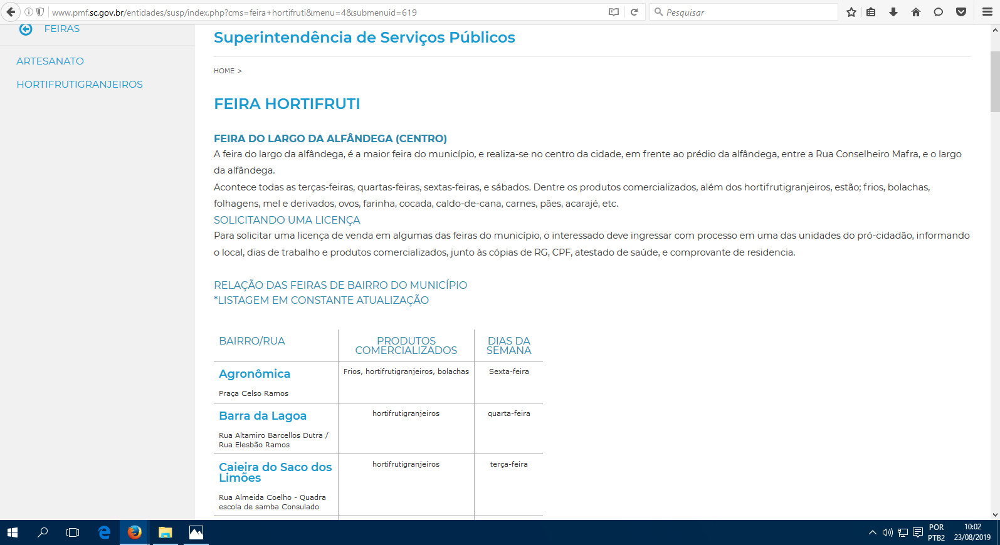 www.pmf.sc.gov.br/entidades/susp/index.php?cms=feira+hortifruti&menu=4&submenuid=619
Pesquisar
FEIRAS
ARTESANATO
HORTIFRUTIGRANJEIROS
Superintendência de Serviços Públicos
HOME >
FEIRA HORTIFRUTI
FEIRA DO LARGO DA ALFÂNDEGA (CENTRO)
A feira do largo da alfândega, é a maior feira do município, e realiza-se no centro da cidade, em frente ao prédio da alfândega, entre a Rua Conselheiro Mafra, e o largo
da alfândega.
Acontece todas as terças-feiras, quartas-feiras, sextas-feiras, e sábados. Dentre os produtos comercializados, além dos hortifrutigranjeiros, estão; frios, bolachas,
folhagens, mel e derivados, ovos, farinha, cocada, caldo-de-cana, carnes, pães, acarajé, etc.
SOLICITANDO UMA LICENÇA
Para solicitar uma licença de venda em algumas das feiras do município, o interessado deve ingressar com processo em uma das unidades do pró-cidadão, informando
o local, dias de trabalho e produtos comercializados, junto às cópias de RG, CPF, atestado de saúde, e comprovante de residencia.
RELAÇÃO DAS FEIRAS DE BAIRRO DO MUNICÍPIO
*LISTAGEM EM CONSTANTE ATUALIZAÇÃO
BAIRRO/RUA
PRODUTOS
COMERCIALIZADOS
DIAS DA
SEMANA
Agronômica
Praça Celso Ramos
Frios, hortifrutigranjeiros, bolachas
Sexta-feira
Barra da Lagoa
Rua Altamiro Barcellos Dutra /
Rua Elesbão Ramos
hortifrutigranjeiros
quarta-feira
Caieira do Saco dos
Limões
Rua Almeida Coelho - Quadra
escola de samba Consulado
hortifrutigranjeiros
terça-feira
POR
PTB2
10:02
23/08/2019